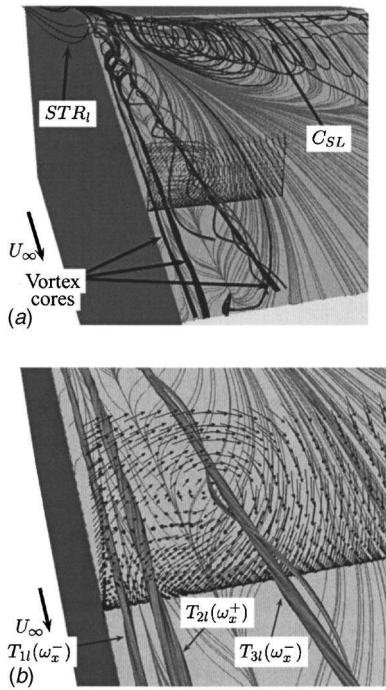 STR_l
C_SL
U_∞
Vortex
cores
(a)
U_∞
T_2l(ω_x^+)
T_1l(ω_x^-)
T_3l(ω_x^-)
(b)